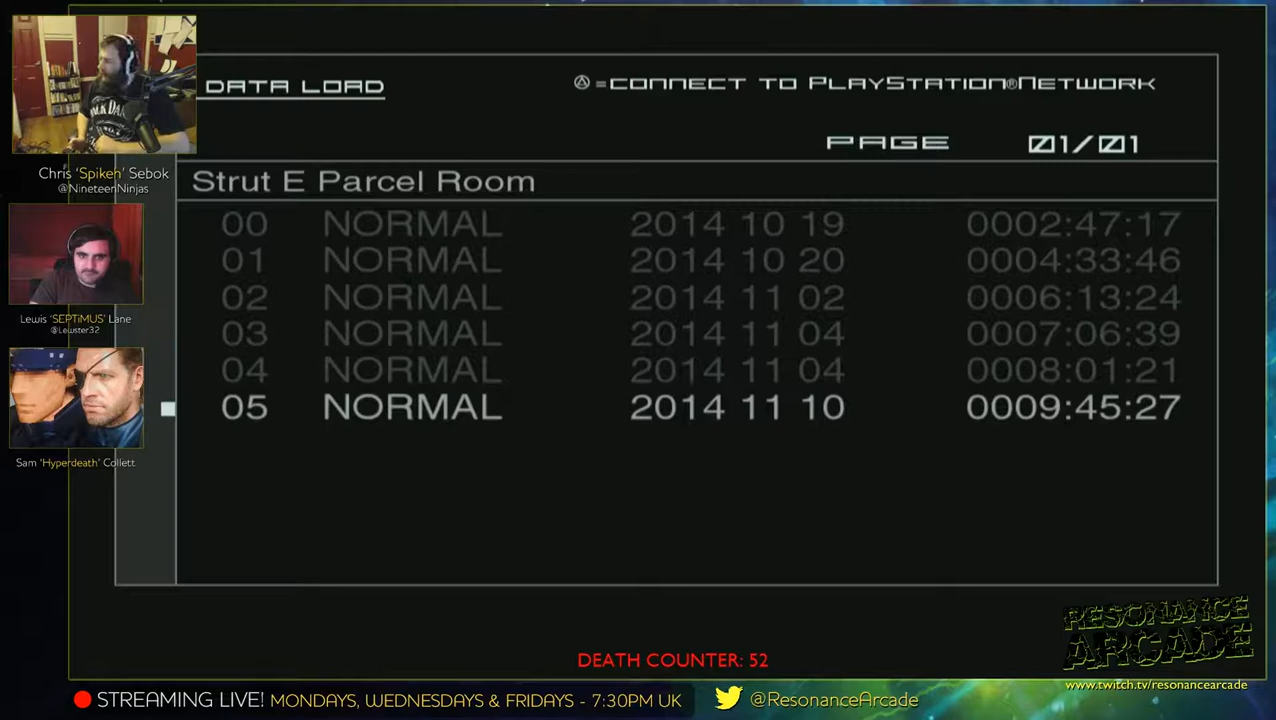 DATA LOAD
△=CONNECT TO PLAYSTATION®NETWORK
PAGE 01/01
Strut E Parcel Room
00 NORMAL 2014 10 19 0002:47:17
01 NORMAL 2014 10 20 0004:33:46
02 NORMAL 2014 11 02 0006:13:24
03 NORMAL 2014 11 04 0007:06:39
04 NORMAL 2014 11 04 0008:01:21
05 NORMAL 2014 11 10 0009:45:27
Chris 'Spikeh' Sebok
@NineteenNinjas
Lewis 'SEPTiMUS' Lane
@Lewster32
Sam 'Hyperdeath' Collett
DEATH COUNTER: 52
RESONANCE
ARCADE
www.twitch.tv/resonancearcade
STREAMING LIVE! MONDAYS, WEDNESDAYS & FRIDAYS - 7:30PM UK @ResonanceArcade